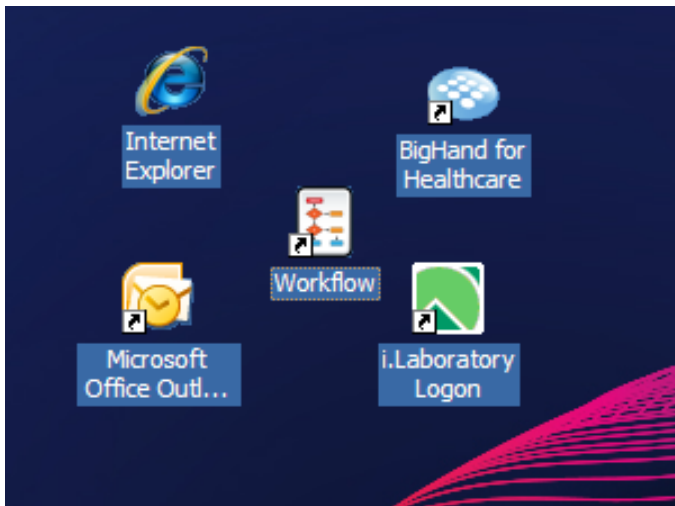 Internet
Explorer
BigHand for
Healthcare
Workflow
Microsoft
Office Outl...
i.Laboratory
Logon